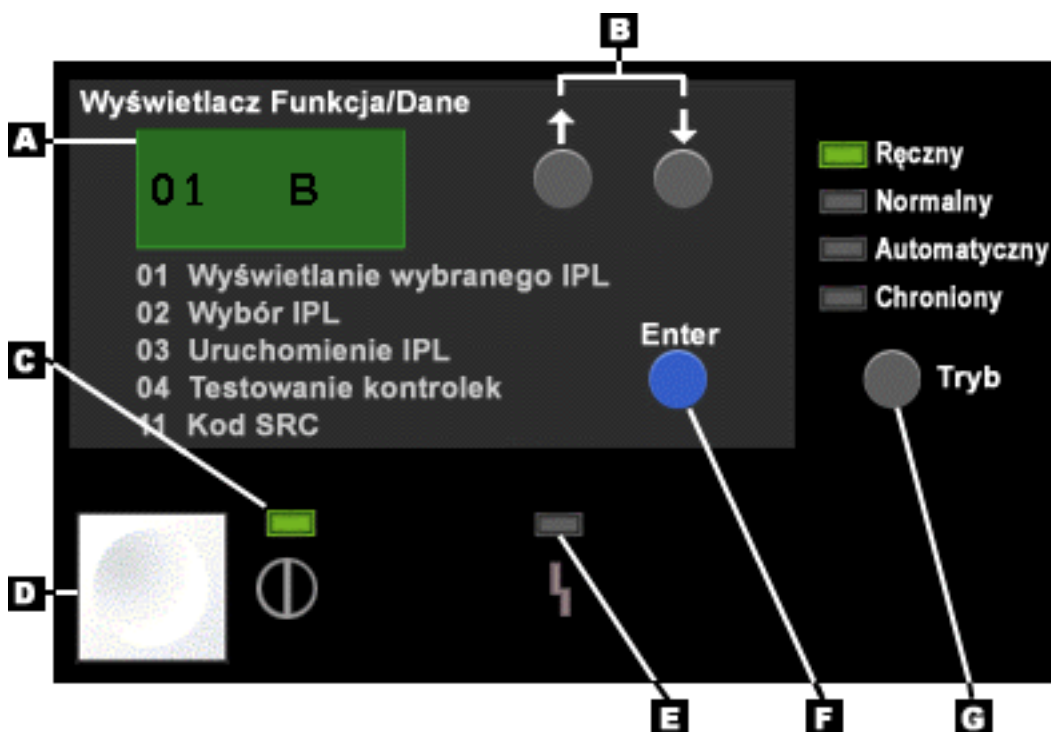 B
Wyświetlacz Funkcja/Dane
A
01 B
Ręczny
Normalny
Automatyczny
Chroniony
01 Wyświetlanie wybranego IPL
02 Wybór IPL
03 Uruchomienie IPL
04 Testowanie kontrolek
11 Kod SRC
Enter
Tryb
C
D
E
F
G